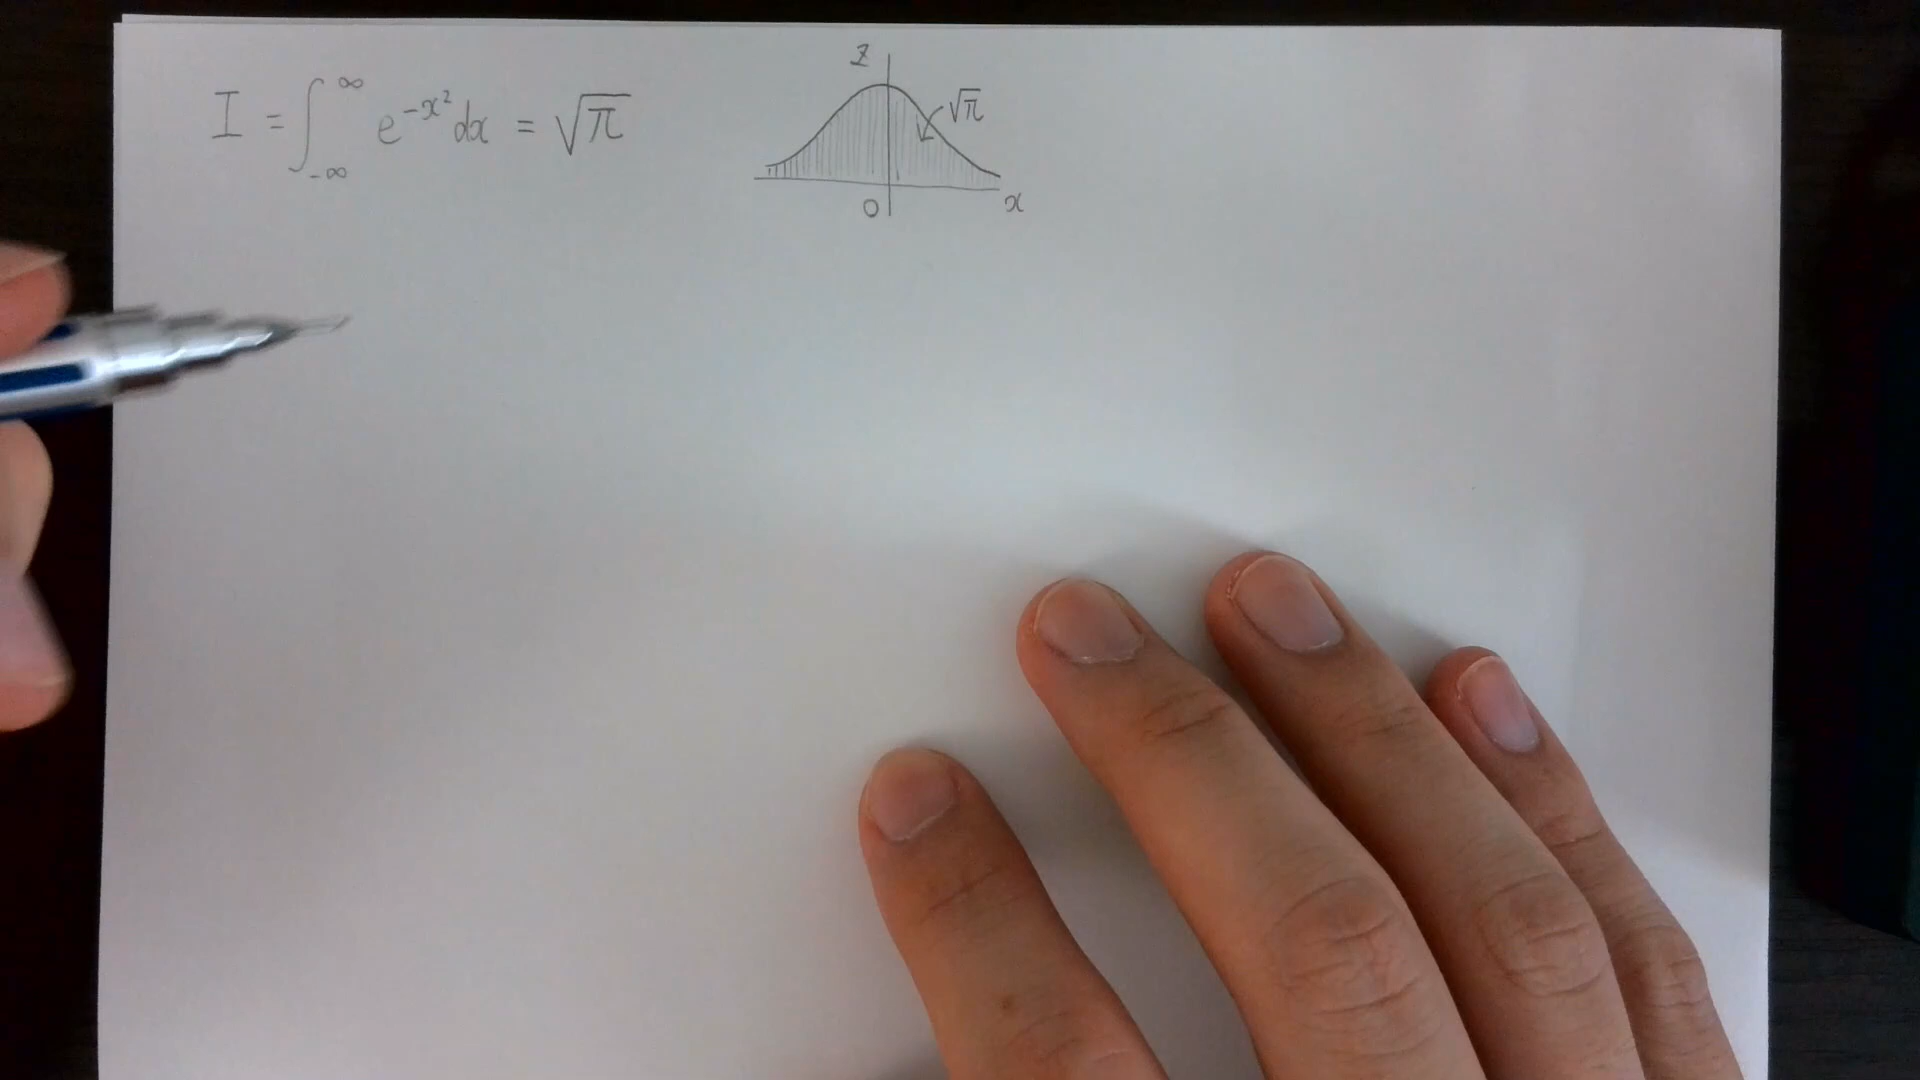 I = ∫_{-∞}^{∞} e^{-x²} dx = √π
z
√π
0
x